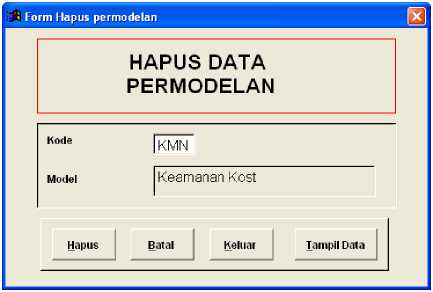 Form Hapus permodelan
HAPUS DATA
PERMODELAN
Kode
KMN
Model
Keamanan Kost
Hapus Batal Keluar Tampil Data